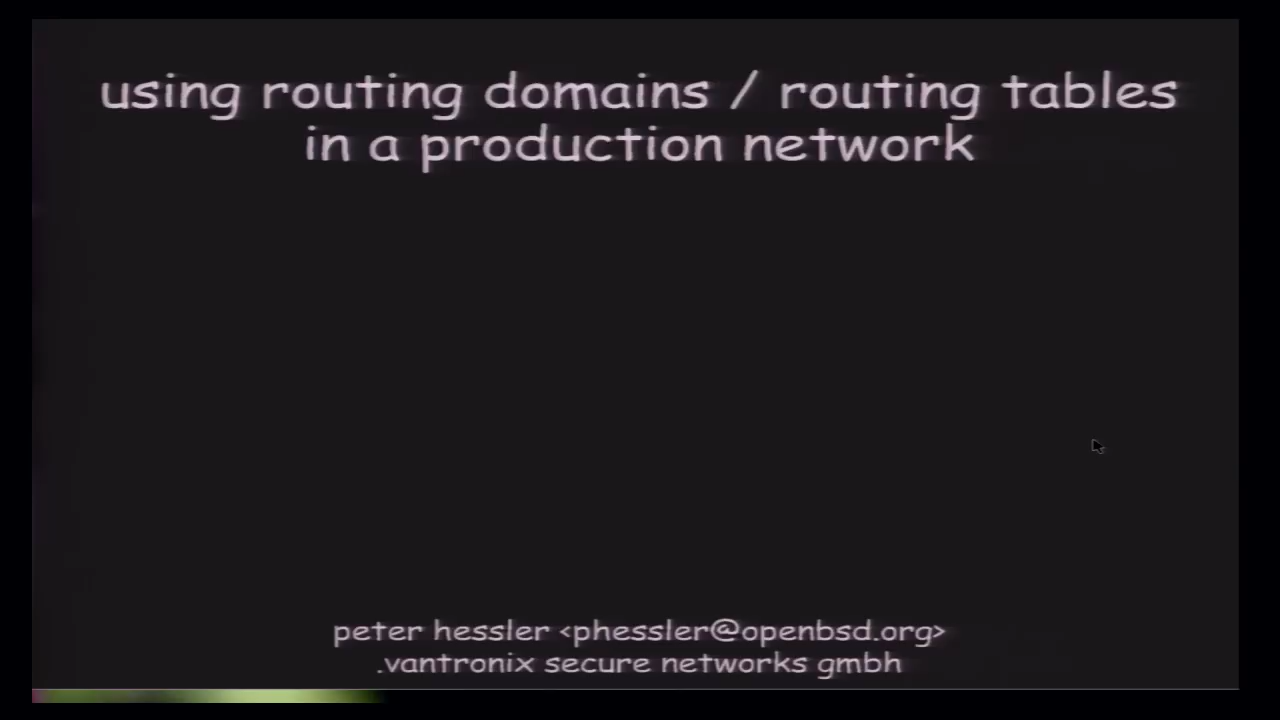 using routing domains / routing tables
in a production network
peter hessler <phessler@openbsd.org>
.vantronix secure networks gmbh